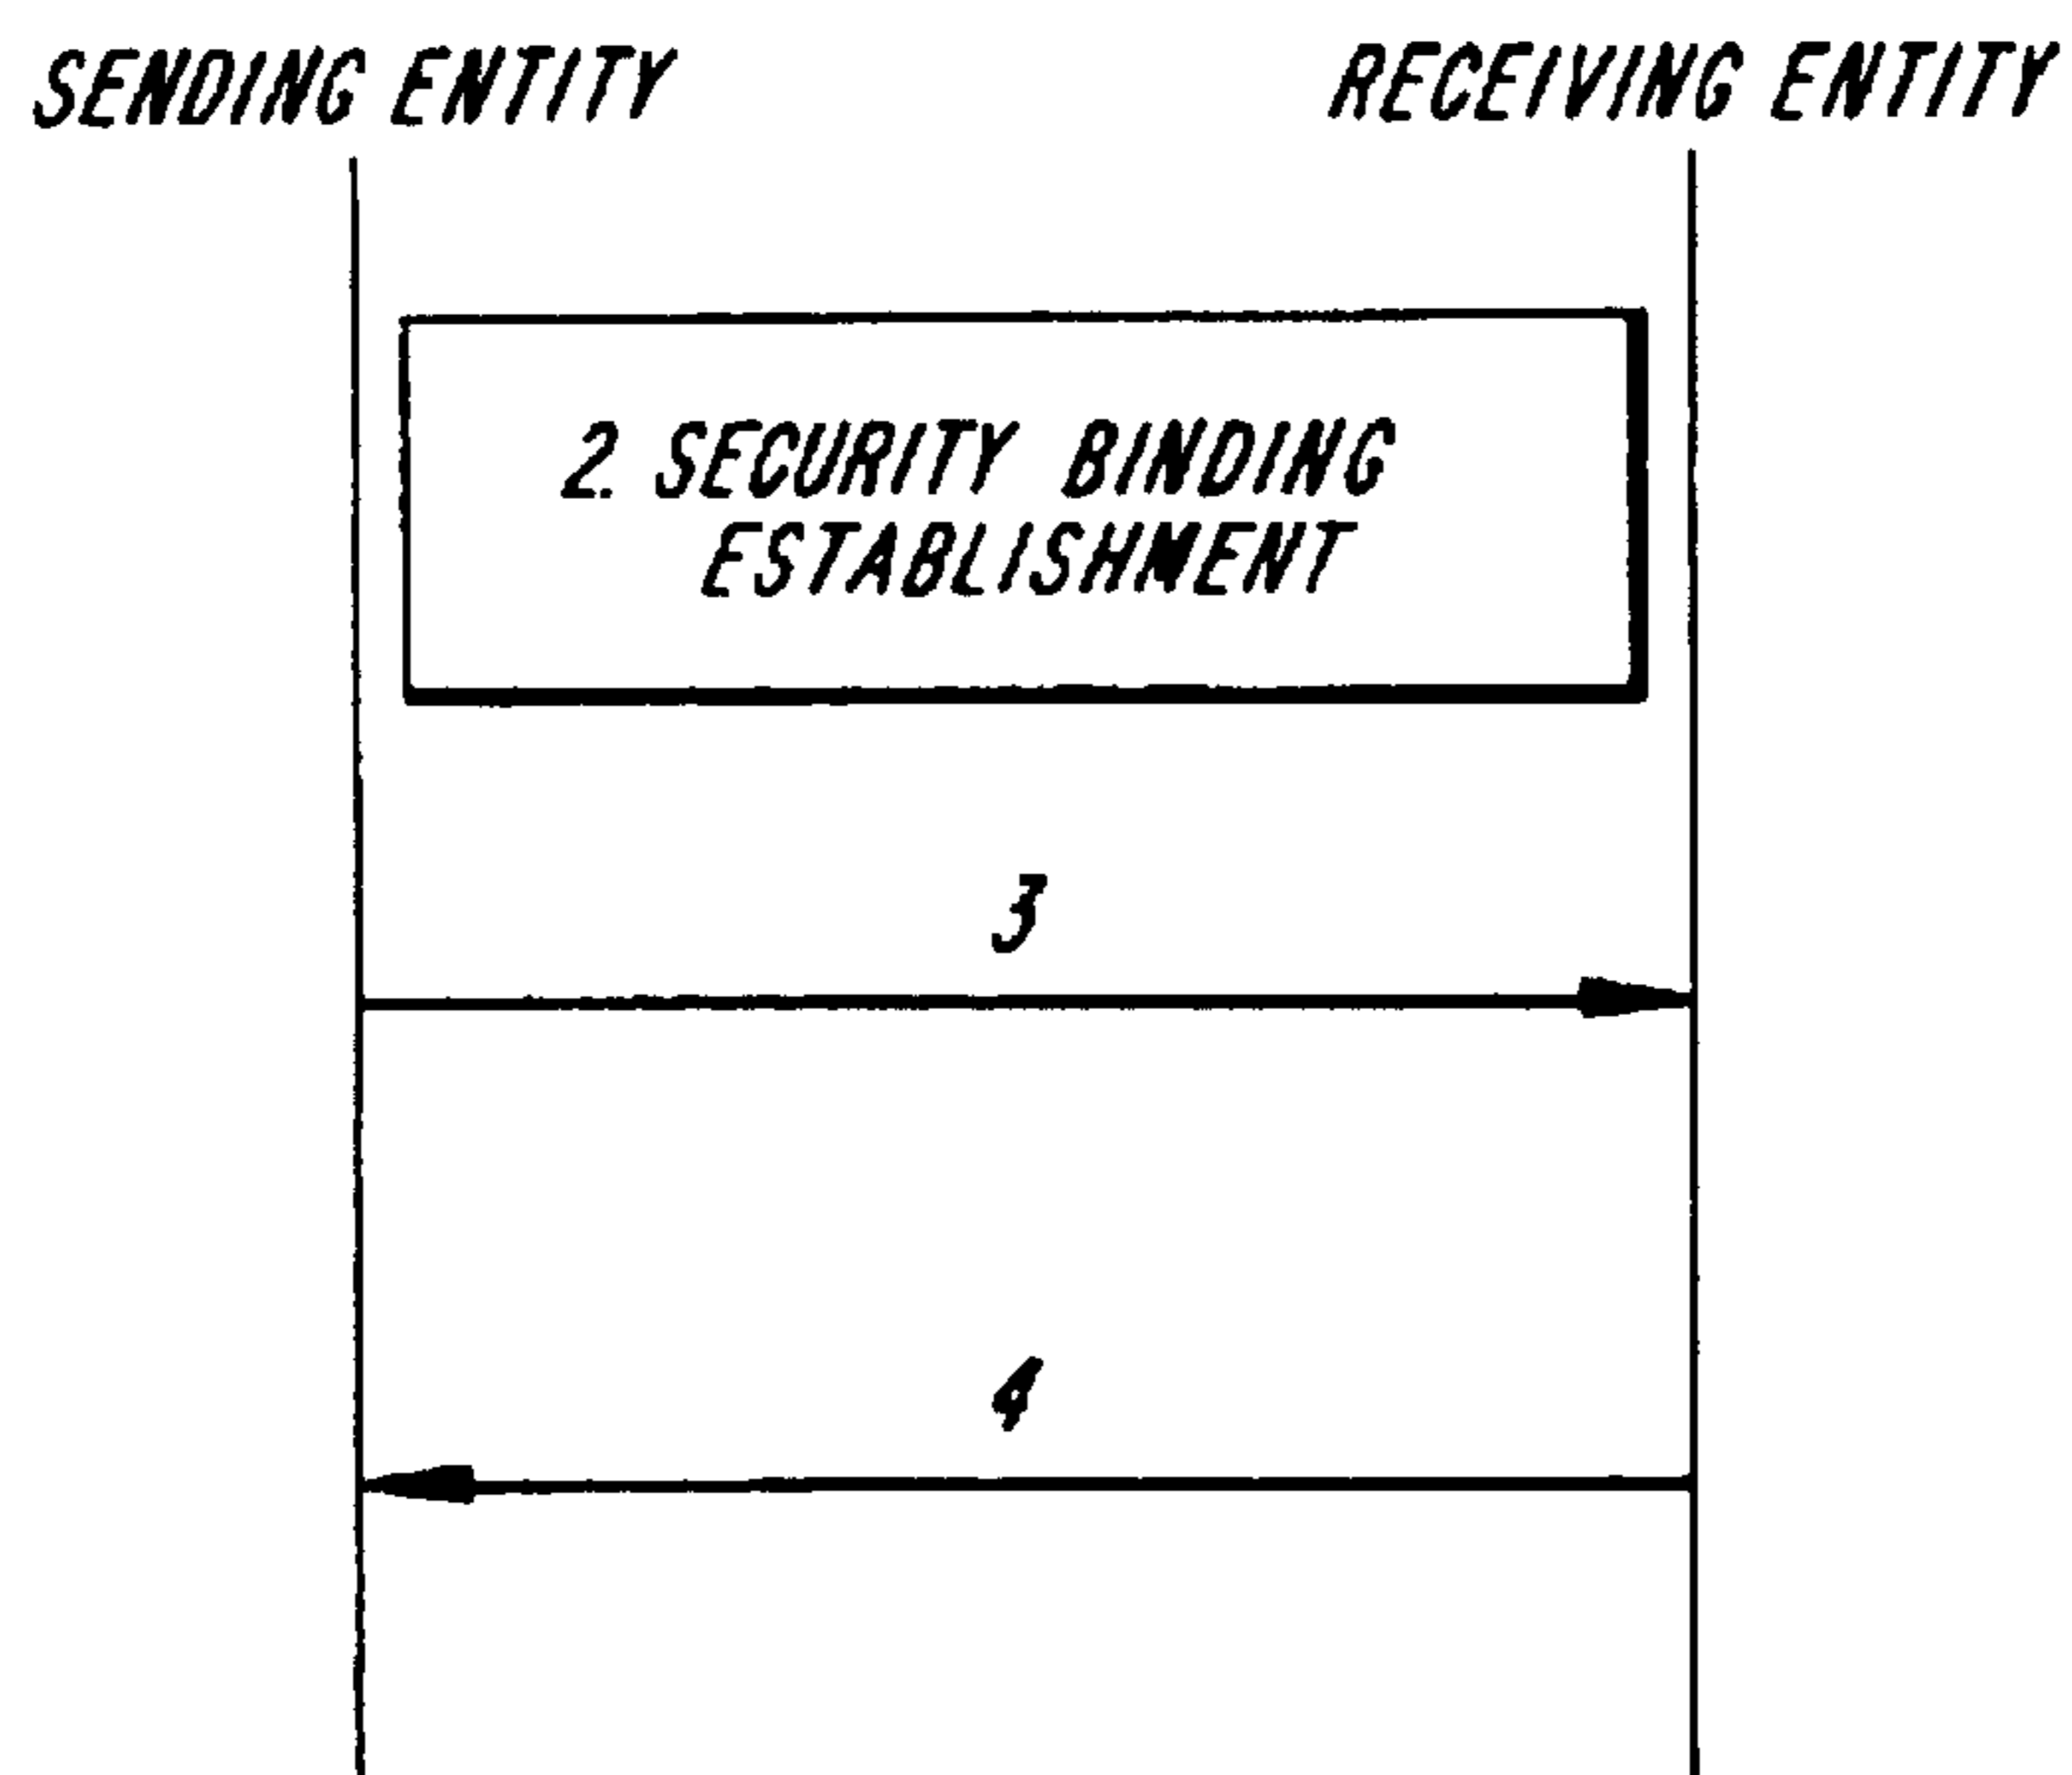 SENDING ENTITY
RECEIVING ENTITY
2. SECURITY BINDING
ESTABLISHMENT
3
4